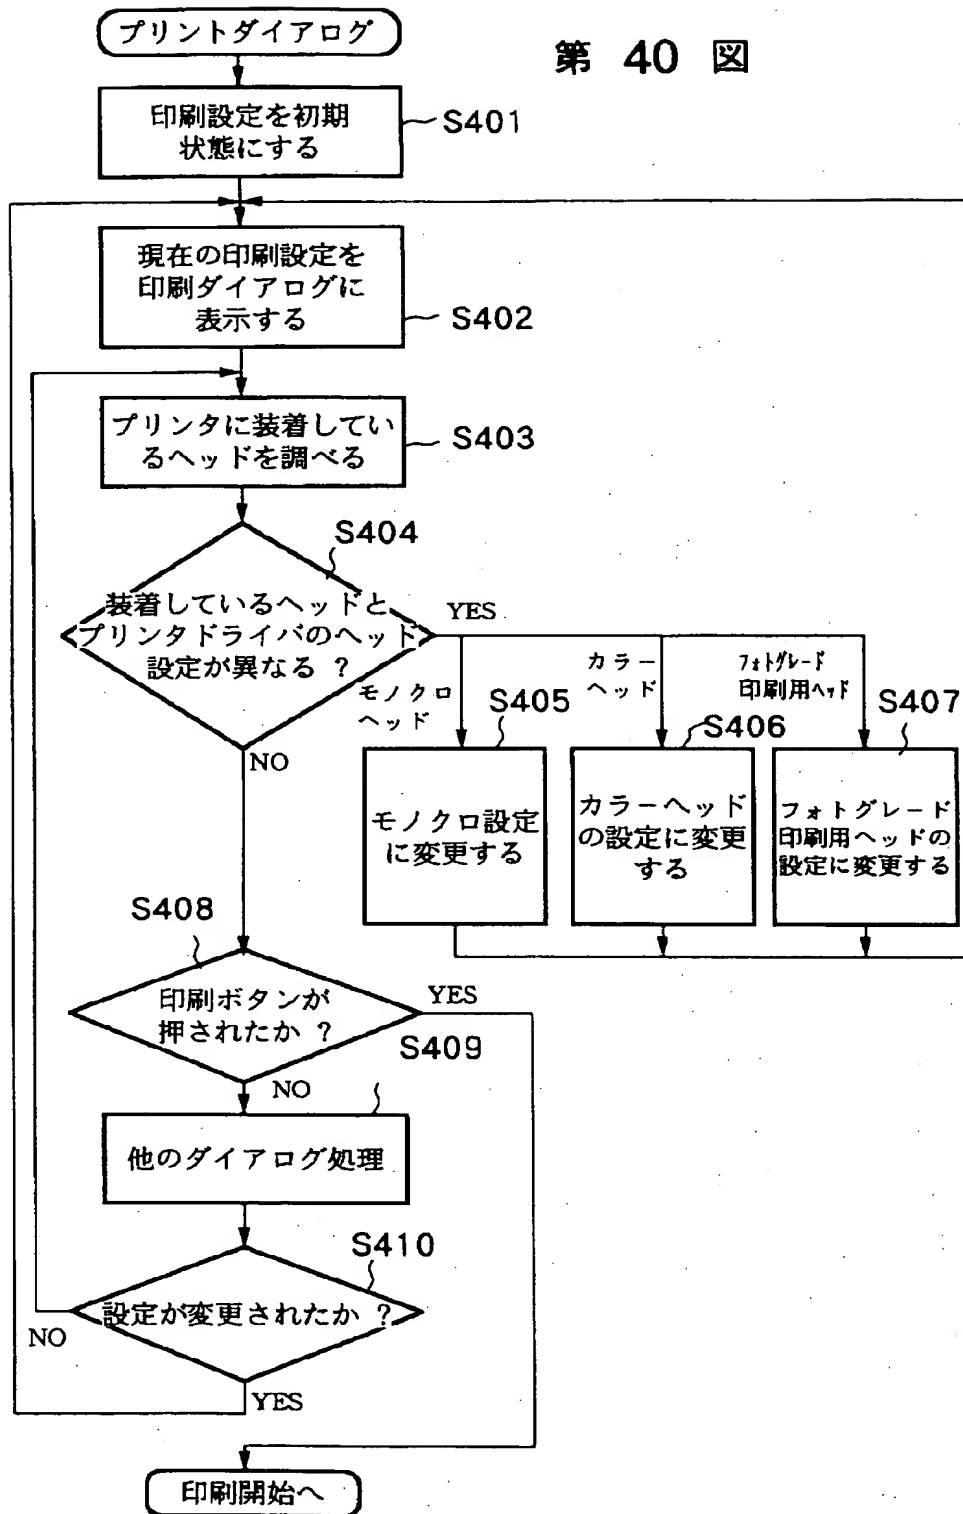 プリントダイアログ
第 40 図
印刷設定を初期
状態にする
S401
現在の印刷設定を
印刷ダイアログに
表示する
S402
プリンタに装着してい
るヘッドを調べる
S403
S404
装着しているヘッドと
プリンタドライバのヘッド
設定が異なる ?
YES
NO
モノクロ
ヘッド
カラー
ヘッド
フォトグレード
印刷用ヘッド
S405
モノクロ設定
に変更する
S406
カラーヘッド
の設定に変更
する
S407
フォトグレード
印刷用ヘッドの
設定に変更する
S408
印刷ボタンが
押されたか ?
YES
NO
S409
他のダイアログ処理
S410
設定が変更されたか ?
NO
YES
印刷開始へ